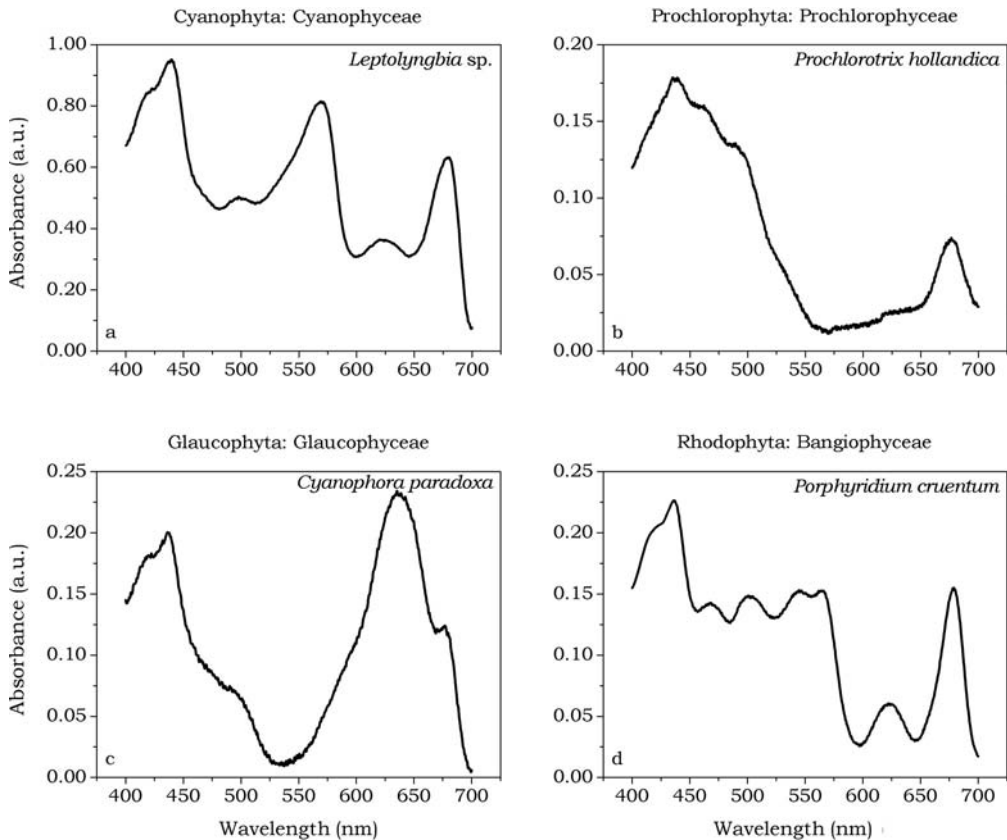 Cyanophyta: Cyanophyceae
Leptolyngbia sp.
Absorbance (a.u.)
1.00
0.80
0.60
0.40
0.20
0.00
a
400 450 500 550 600 650 700
Prochlorophyta: Prochlorophyceae
Prochlorotrix hollandica
0.20
0.15
0.10
0.05
0.00
b
400 450 500 550 600 650 700
Glaucophyta: Glaucophyceae
Cyanophora paradoxa
Absorbance (a.u.)
0.25
0.20
0.15
0.10
0.05
0.00
c
400 450 500 550 600 650 700
Wavelength (nm)
Rhodophyta: Bangiophyceae
Porphyridium cruentum
0.25
0.20
0.15
0.10
0.05
0.00
d
400 450 500 550 600 650 700
Wavelength (nm)